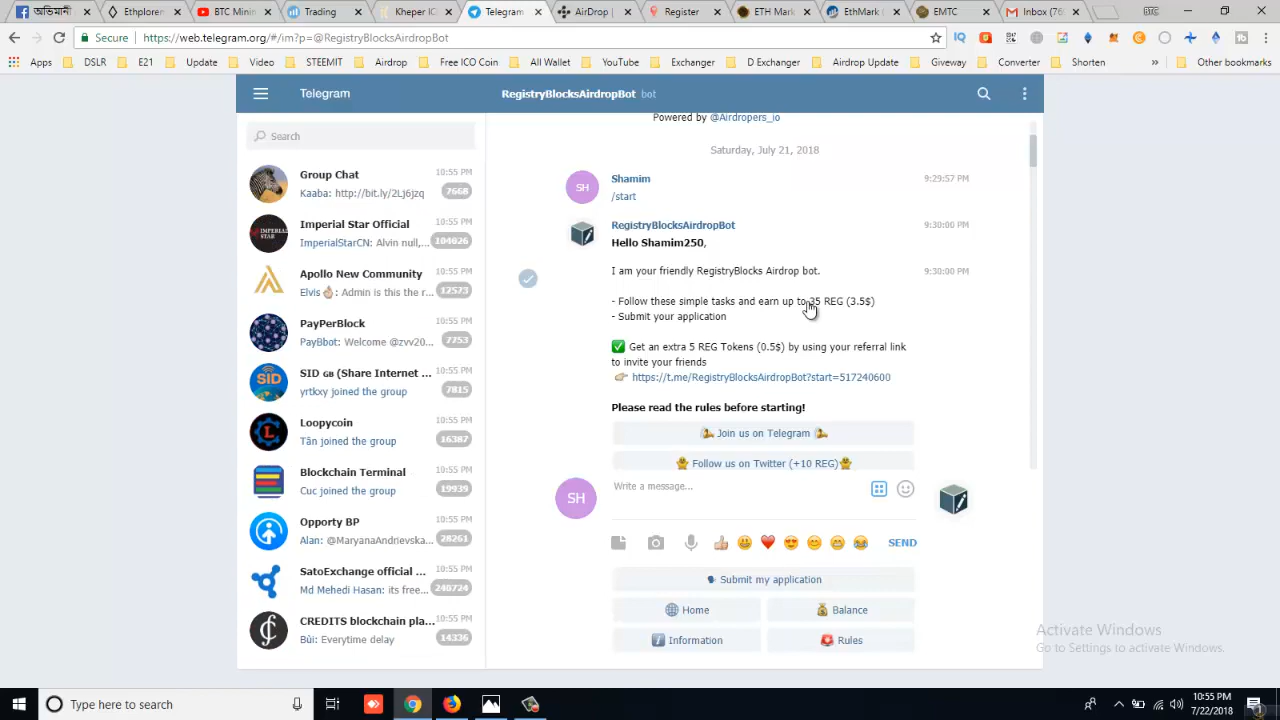 Ethploren
BTC Minin
Trading
Kheper IC
Telegram
AirDrop |
Register
ETH Mark
EthMark (
EMTC
Inbox (76
Secure
https://web.telegram.org/#/im?p=@RegistryBlocksAirdropBot
Apps
DSLR
E21
Update
Video
STEEMIT
Airdrop
Free ICO Coin
All Wallet
YouTube
Exchanger
D Exchanger
Airdrop Update
Giveway
Converter
Shorten
»
Other bookmarks
Telegram
RegistryBlocksAirdropBot bot
Search
Group Chat 10:55 PM
Kaaba: http://bit.ly/2Lj6jzq 7668
Imperial Star Official 10:55 PM
ImperialStarCN: Alvin null,... 104026
Apollo New Community 10:55 PM
Elvis👌: Admin is this the r... 12523
PayPerBlock 10:55 PM
PayBbot: Welcome @zvv20... 7753
SID GB (Share Internet ... 10:55 PM
yrtkxy joined the group 7815
Loopycoin 10:55 PM
Tân joined the group 16387
Blockchain Terminal 10:55 PM
Cuc joined the group 19939
Opporty BP 10:55 PM
Alan: @MaryanaAndrievska... 28261
SatoExchange official ... 10:55 PM
Md Mehedi Hasan: its free... 240724
CREDITS blockchain pla... 10:55 PM
Bùi: Everytime delay 14336
Powered by @Airdropers_io
Saturday, July 21, 2018
SH
Shamim 9:29:57 PM
/start
RegistryBlocksAirdropBot 9:30:00 PM
Hello Shamim250,
I am your friendly RegistryBlocks Airdrop bot. 9:30:00 PM
- Follow these simple tasks and earn up to 35 REG (3.5$)
- Submit your application
✅ Get an extra 5 REG Tokens (0.5$) by using your referral link
to invite your friends
👉 https://t.me/RegistryBlocksAirdropBot?start=517240600
Please read the rules before starting!
Join us on Telegram
🐥 Follow us on Twitter (+10 REG)🐥
SH
Write a message...
SEND
🗣 Submit my application
🌐 Home
💰 Balance
ℹ Information
🚨 Rules
Activate Windows
Go to Settings to activate Windows.
Type here to search
10:55 PM
7/22/2018